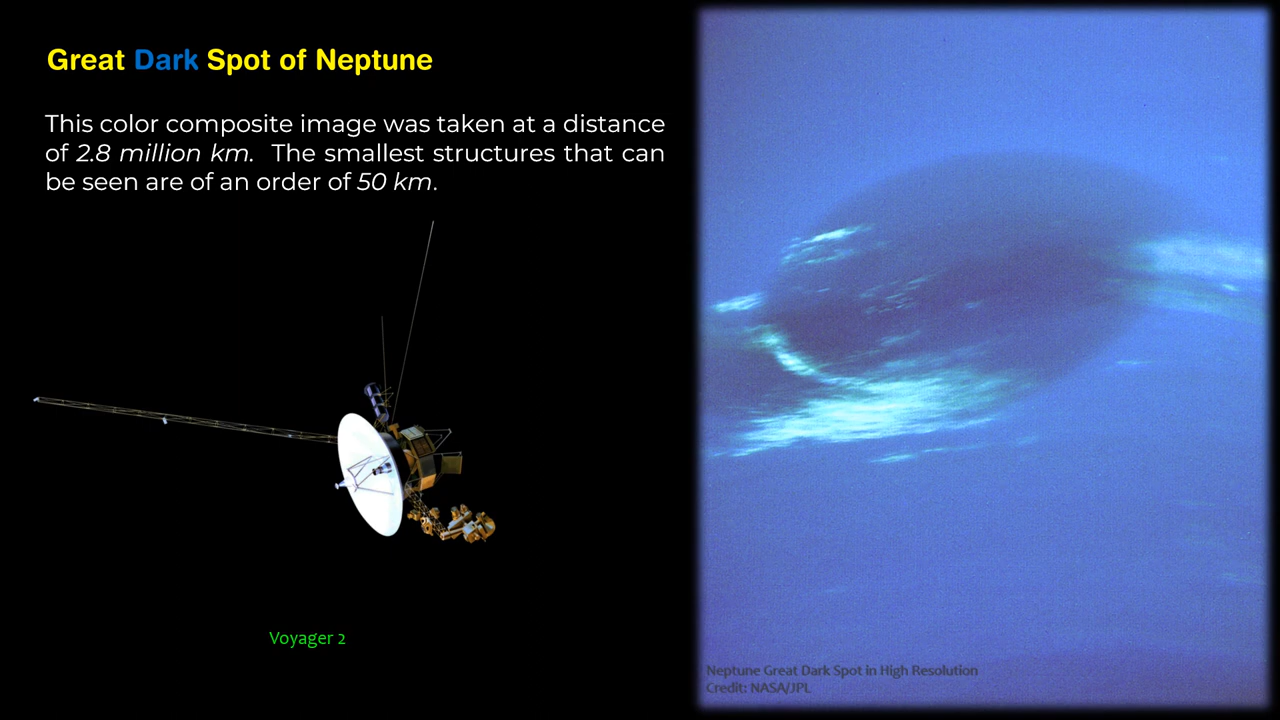 Great Dark Spot of Neptune
This color composite image was taken at a distance
of 2.8 million km.  The smallest structures that can
be seen are of an order of 50 km.
Voyager 2
Neptune Great Dark Spot in High Resolution
Credit: NASA/JPL